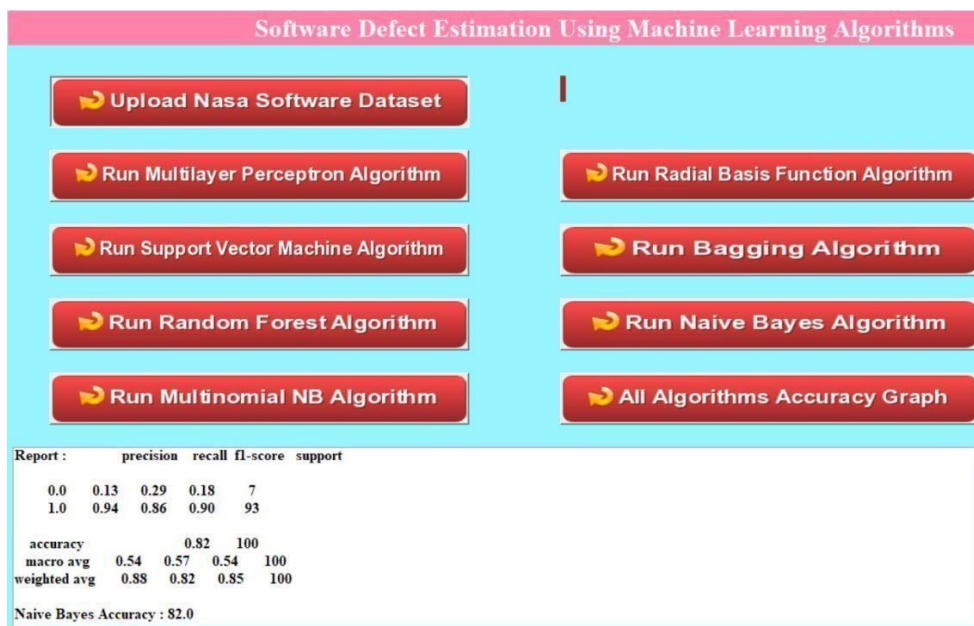 Software Defect Estimation Using Machine Learning Algorithms
Upload Nasa Software Dataset
Run Multilayer Perceptron Algorithm
Run Radial Basis Function Algorithm
Run Support Vector Machine Algorithm
Run Bagging Algorithm
Run Random Forest Algorithm
Run Naive Bayes Algorithm
Run Multinomial NB Algorithm
All Algorithms Accuracy Graph
Report : precision recall f1-score support
0.0 0.13 0.29 0.18 7
1.0 0.94 0.86 0.90 93
accuracy 0.82 100
macro avg 0.54 0.57 0.54 100
weighted avg 0.88 0.82 0.85 100
Naive Bayes Accuracy : 82.0